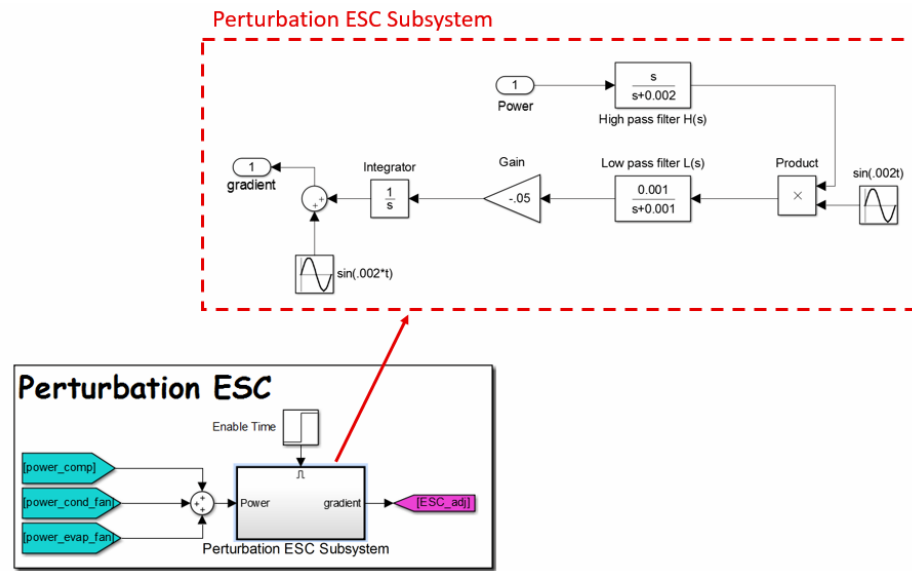 Perturbation ESC Subsystem
1
Power
s
s+0.002
High pass filter H(s)
1
gradient
+
+
Integrator
1
s
Gain
-.05
Low pass filter L(s)
0.001
s+0.001
Product
×
sin(.002t)
sin(.002*t)
Perturbation ESC
Enable Time
[power_comp]
[power_cond_fan]
[power_evap_fan]
+
+
+
Power
gradient
[ESC_adj]
Perturbation ESC Subsystem